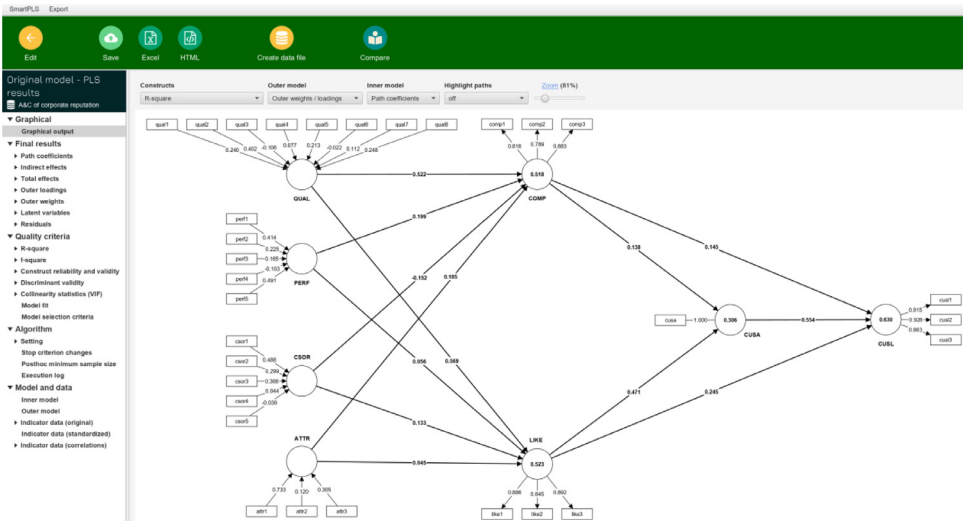 SmartPLS Export
Edit
Save
Excel
HTML
Create data file
Compare
Original model - PLS
results
A&C of corporate reputation
Graphical
Graphical output
Final results
Path coefficients
Indirect effects
Total effects
Outer loadings
Outer weights
Latent variables
Residuals
Quality criteria
R-square
f-square
Construct reliability and validity
Discriminant validity
Collinearity statistics (VIF)
Model fit
Model selection criteria
Algorithm
Setting
Stop criterion changes
Posthoc minimum sample size
Execution log
Model and data
Inner model
Outer model
Indicator data (original)
Indicator data (standardized)
Indicator data (correlations)
Constructs
R-square
Outer model
Outer weights / loadings
Inner model
Path coefficients
Highlight paths
off
Zoom (81%)
qual1 qual2 qual3 qual4 qual5 qual6 qual7 qual8
0.240 0.402 -0.106 0.077 0.213 -0.022 0.112 0.248
QUAL
comp1 comp2 comp3
0.816 0.789 0.883
0.522
0.518
COMP
perf1
perf2
perf3
perf4
perf5
0.414
0.225
0.165
-0.103
0.491
PERF
0.199
-0.152
0.138
0.145
csor1
csor2
csor3
csor4
csor5
0.488
0.299
0.366
0.044
-0.039
CSOR
0.056
0.569
0.133
cusa
1.000
0.306
CUSA
0.554
0.630
CUSL
cusl1
cusl2
cusl3
0.915
0.928
0.863
0.471
0.245
ATTR
0.733 0.120 0.305
attr1 attr2 attr3
LIKE
0.523
0.886 0.845 0.892
like1 like2 like3